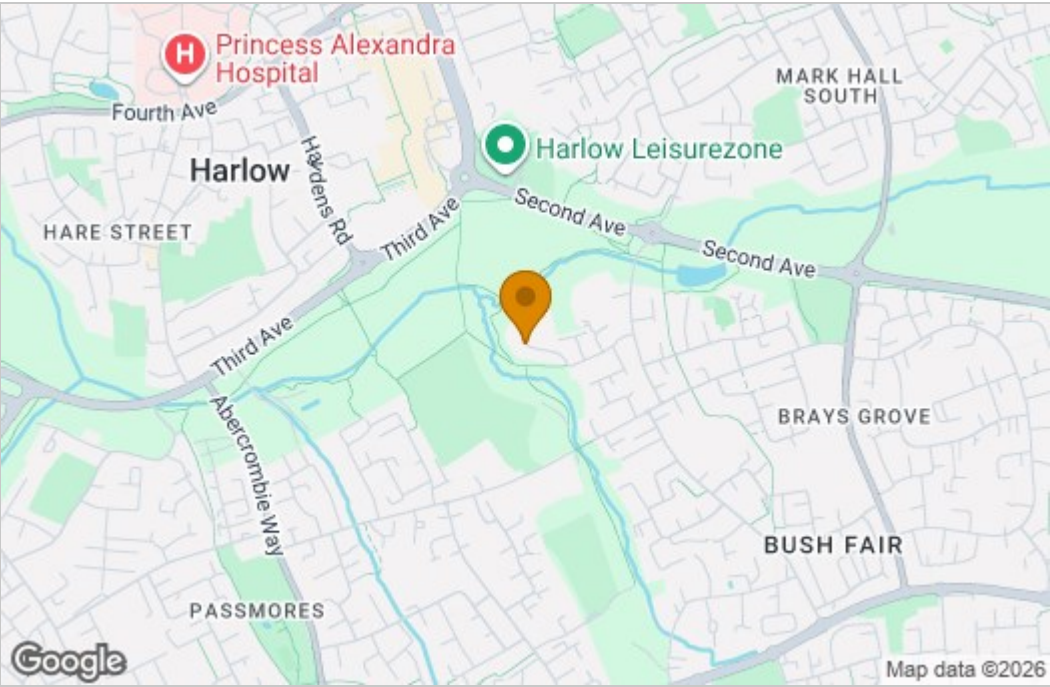 Princess Alexandra
Hospital
H
Fourth Ave
MARK HALL
SOUTH
Harlow Leisurezone
Harlow
Haydens Rd
Second Ave
HARE STREET
Third Ave
Second Ave
Third Ave
Abercrombie Way
BRAYS GROVE
BUSH FAIR
PASSMORES
Google
Map data ©2026